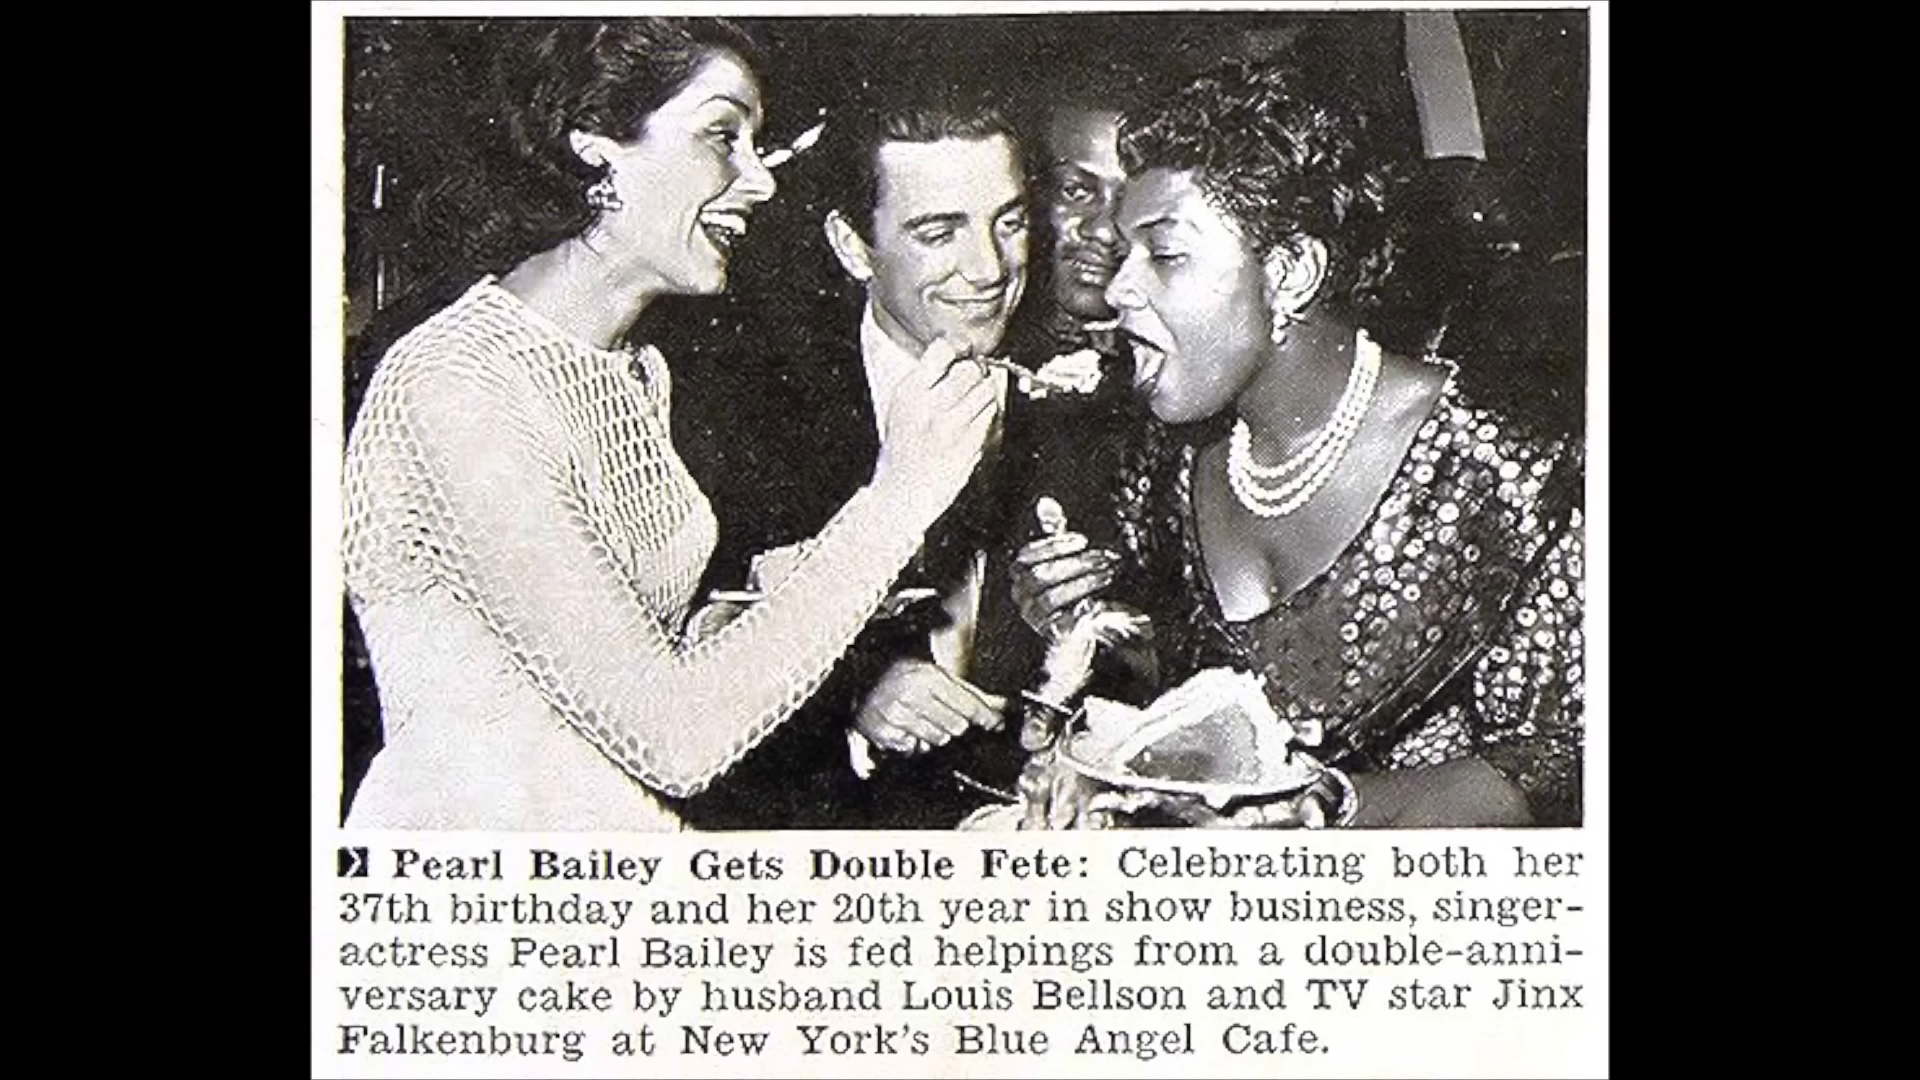 Pearl Bailey Gets Double Fete: Celebrating both her
37th birthday and her 20th year in show business, singer-
actress Pearl Bailey is fed helpings from a double-anni-
versary cake by husband Louis Bellson and TV star Jinx
Falkenburg at New York's Blue Angel Cafe.